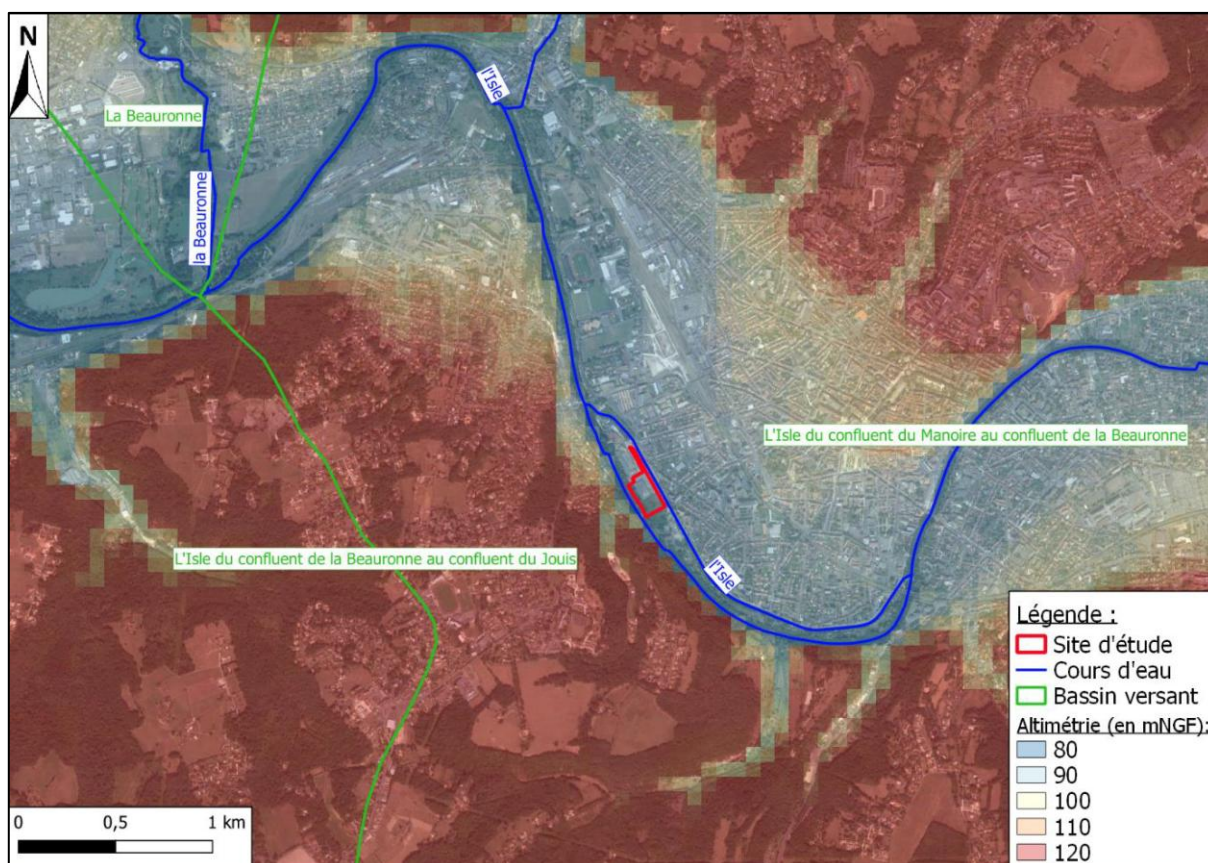 N
l'Isle
La Beauronne
la Beauronne
L'Isle du confluent du Manoire au confluent de la Beauronne
L'Isle du confluent de la Beauronne au confluent du Jouis
l'Isle
Légende :
Site d'étude
Cours d'eau
Bassin versant
Altimétrie (en mNGF):
80
90
100
110
120
0 0,5 1 km